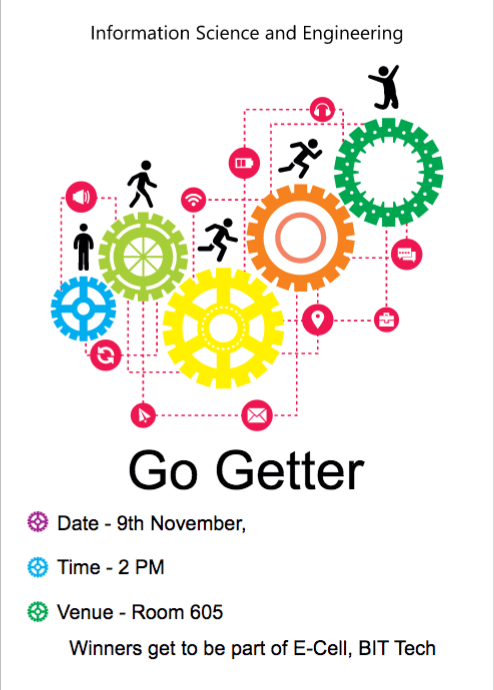 Information Science and Engineering
Go Getter
Date - 9th November,
Time - 2 PM
Venue - Room 605
Winners get to be part of E-Cell, BIT Tech